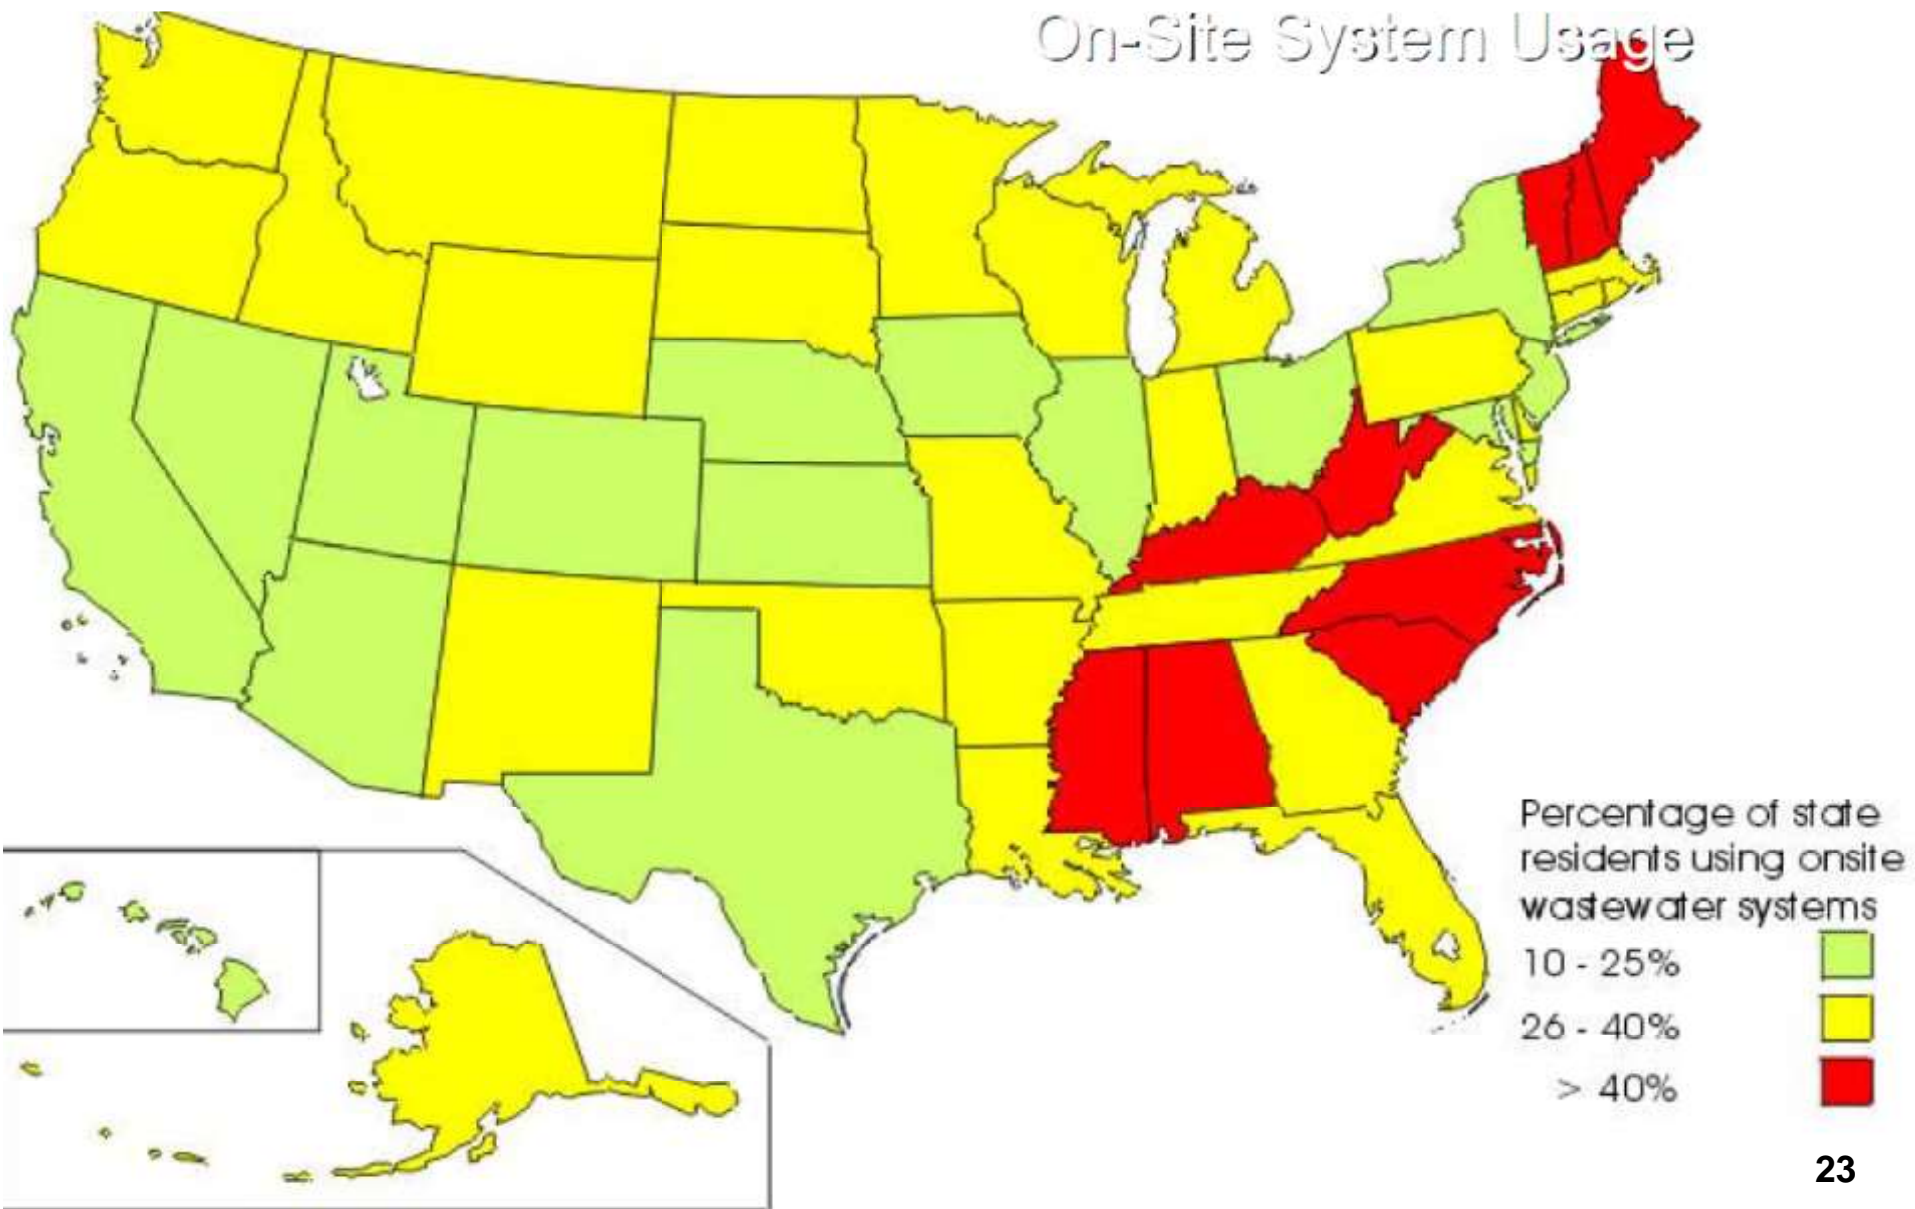 On-Site System Usage
Percentage of state
residents using onsite
wastewater systems
10 - 25%
26 - 40%
> 40%
23